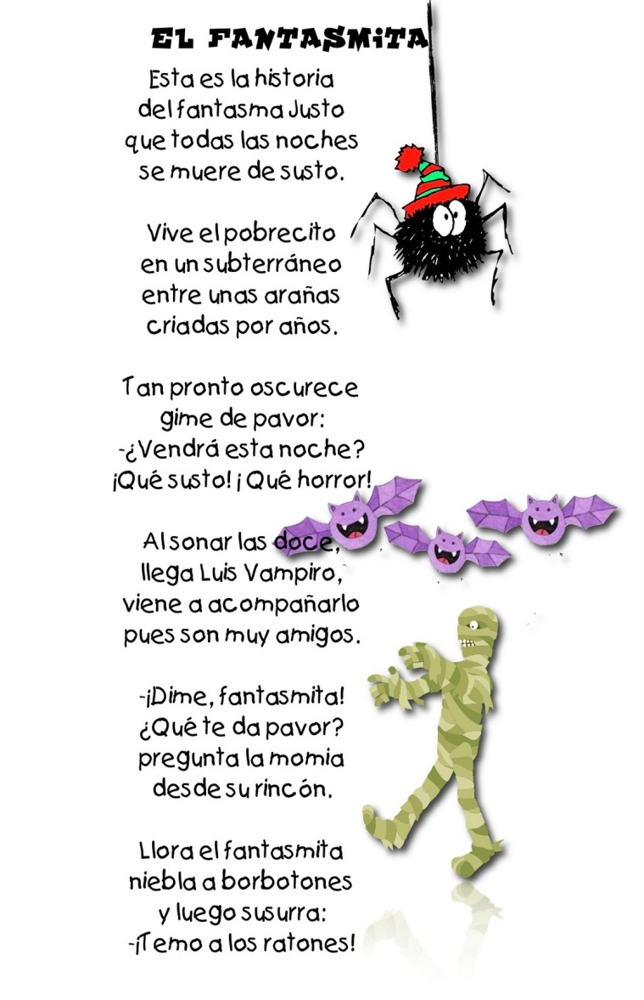 EL FANTASMiTA
Esta es la historia
del fantasma Justo
que todas las noches
se muere de susto.
Vive el pobrecito
en un subterráneo
entre unas arañas
criadas por años.
Tan pronto oscurece
gime de pavor:
-¿Vendrá esta noche?
¡Qué susto! ¡Qué horror!
Al sonar las doce,
llega Luis Vampiro,
viene a acompañarlo
pues son muy amigos.
-¡Dime, fantasmita!
¿Qué te da pavor?
pregunta la momia
desde su rincón.
Llora el fantasmita
niebla a borbotones
y luego susurra:
-¡Temo a los ratones!